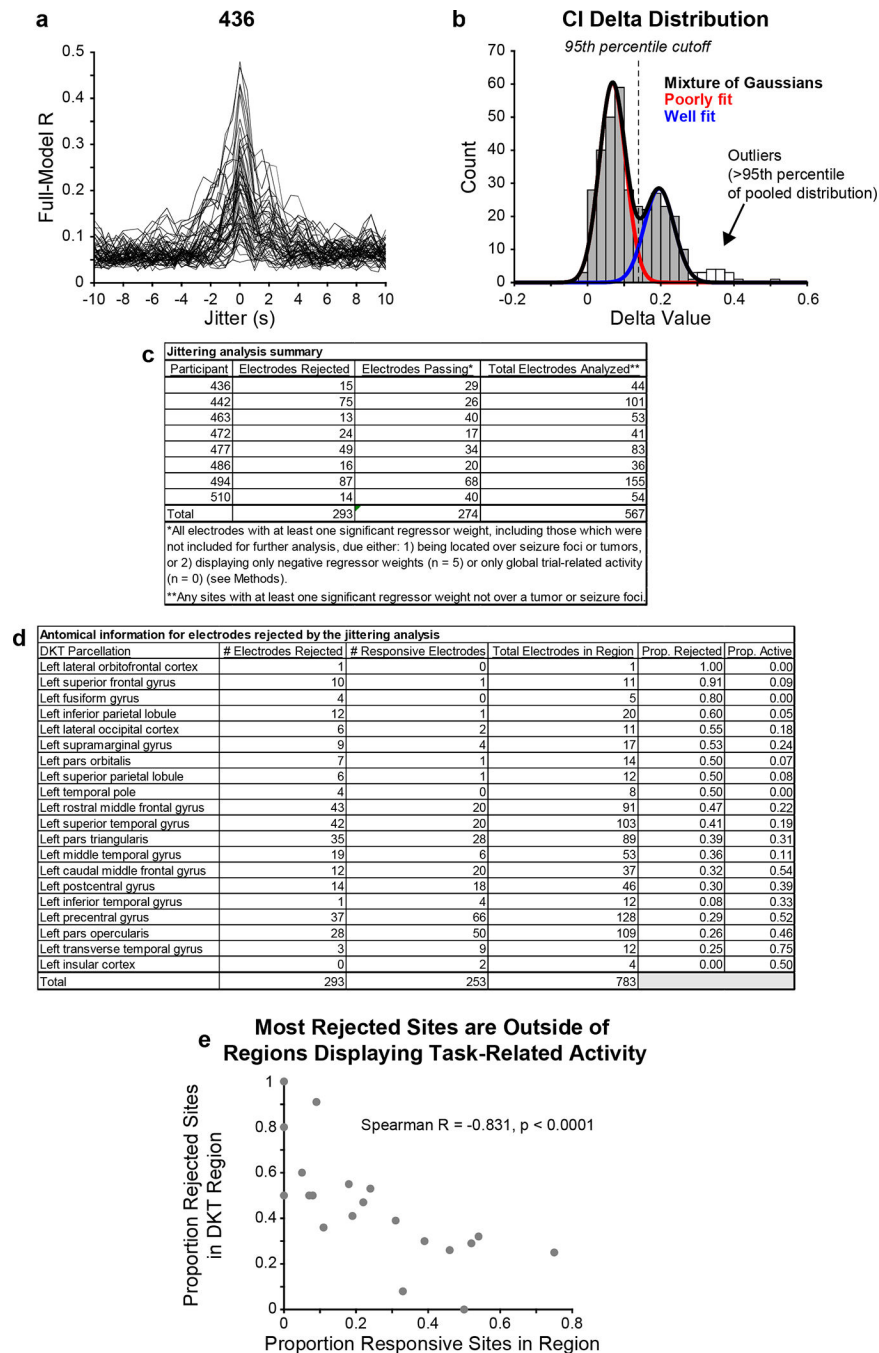 a
436
Full-Model R
0.5
0.4
0.3
0.2
0.1
0
-10 -8 -6 -4 -2 0 2 4 6 8 10
Jitter (s)
b
CI Delta Distribution
95th percentile cutoff
Count
70
60
50
40
30
20
10
0
Mixture of Gaussians
Poorly fit
Well fit
Outliers
(>95th percentile
of pooled distribution)
-0.2 0 0.2 0.4 0.6
Delta Value
c
Jittering analysis summary
Participant Electrodes Rejected Electrodes Passing* Total Electrodes Analyzed**
436 15 29 44
442 75 26 101
463 13 40 53
472 24 17 41
477 49 34 83
486 16 20 36
494 87 68 155
510 14 40 54
Total 293 274 567
*All electrodes with at least one significant regressor weight, including those which were
not included for further analysis, due either: 1) being located over seizure foci or tumors,
or 2) displaying only negative regressor weights (n = 5) or only global trial-related activity
(n = 0) (see Methods).
**Any sites with at least one significant regressor weight not over a tumor or seizure foci.
d
Antomical information for electrodes rejected by the jittering analysis
DKT Parcellation # Electrodes Rejected # Responsive Electrodes Total Electrodes in Region Prop. Rejected Prop. Active
Left lateral orbitofrontal cortex 1 0 1 1.00 0.00
Left superior frontal gyrus 10 1 11 0.91 0.09
Left fusiform gyrus 4 0 5 0.80 0.00
Left inferior parietal lobule 12 1 20 0.60 0.05
Left lateral occipital cortex 6 2 11 0.55 0.18
Left supramarginal gyrus 9 4 17 0.53 0.24
Left pars orbitalis 7 1 14 0.50 0.07
Left superior parietal lobule 6 1 12 0.50 0.08
Left temporal pole 4 0 8 0.50 0.00
Left rostral middle frontal gyrus 43 20 91 0.47 0.22
Left superior temporal gyrus 42 20 103 0.41 0.19
Left pars triangularis 35 28 89 0.39 0.31
Left middle temporal gyrus 19 6 53 0.36 0.11
Left caudal middle frontal gyrus 12 20 37 0.32 0.54
Left postcentral gyrus 14 18 46 0.30 0.39
Left inferior temporal gyrus 1 4 12 0.08 0.33
Left precentral gyrus 37 66 128 0.29 0.52
Left pars opercularis 28 50 109 0.26 0.46
Left transverse temporal gyrus 3 9 12 0.25 0.75
Left insular cortex 0 2 4 0.00 0.50
Total 293 253 783
e
Most Rejected Sites are Outside of
Regions Displaying Task-Related Activity
Proportion Rejected Sites
in DKT Region
1
0.8
0.6
0.4
0.2
0
Spearman R = -0.831, p < 0.0001
0 0.2 0.4 0.6 0.8
Proportion Responsive Sites in Region